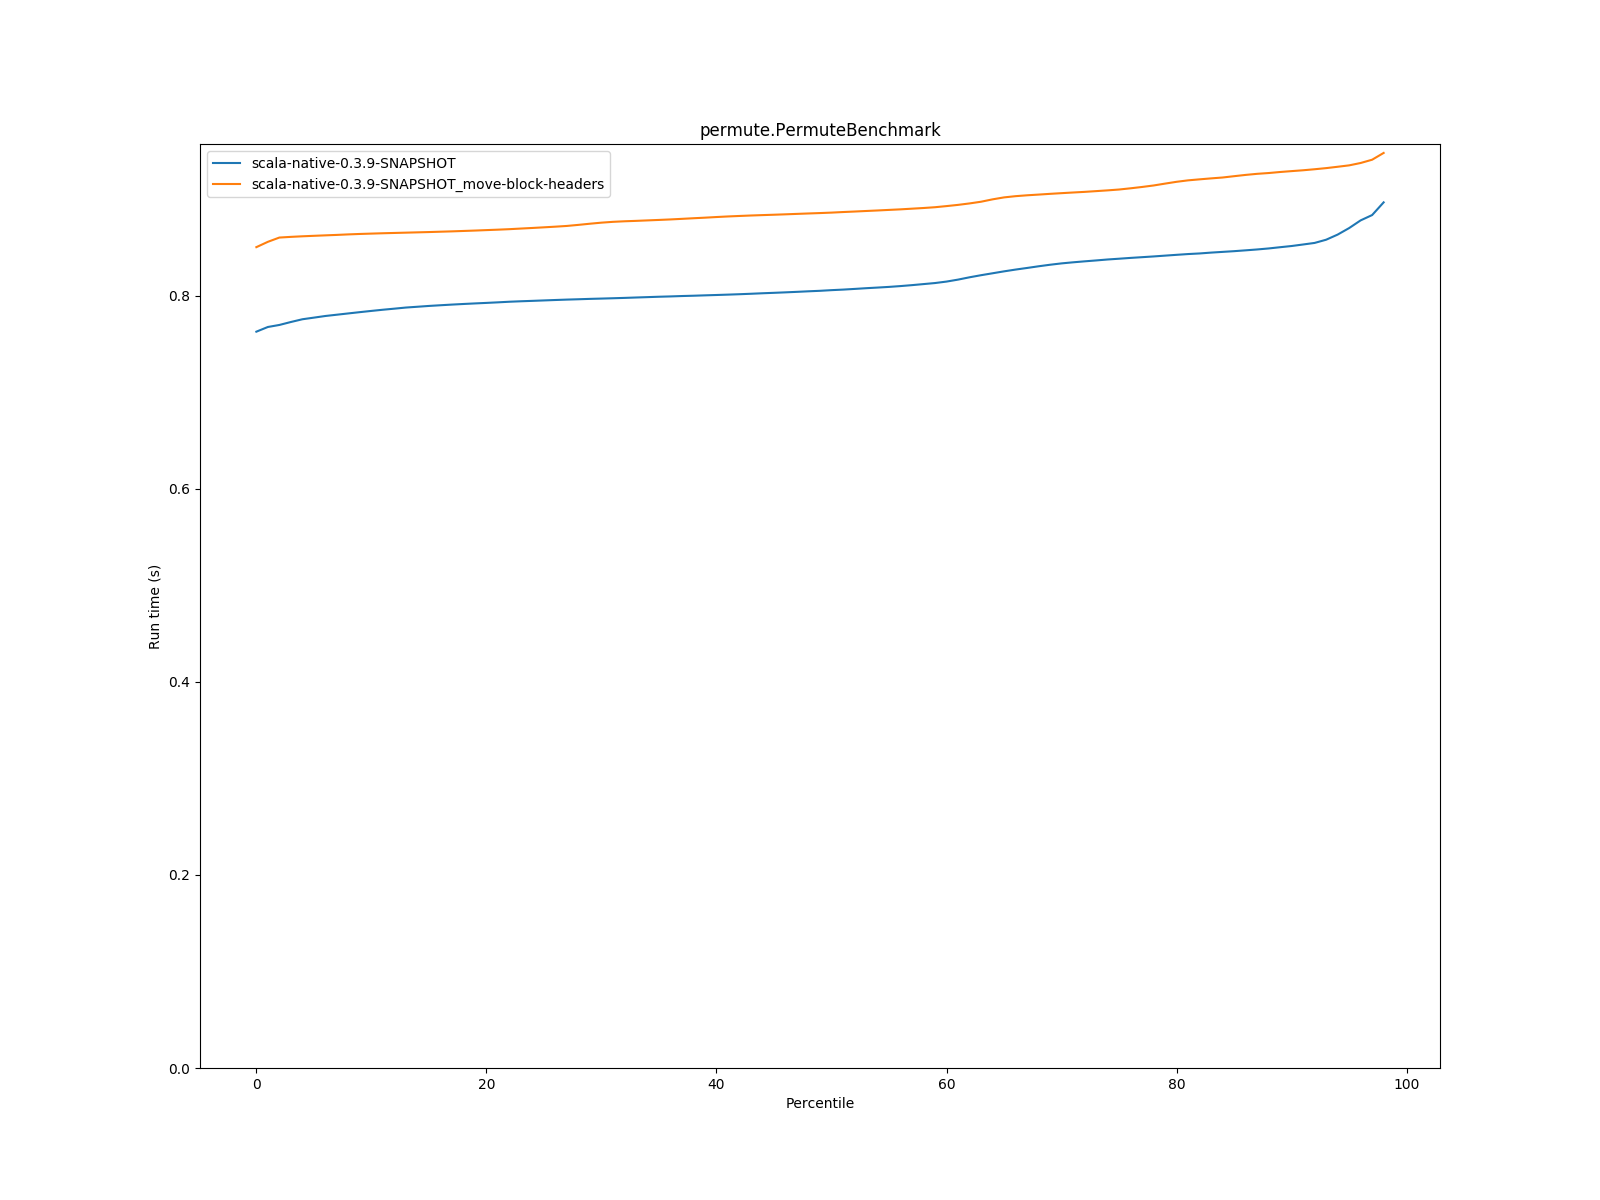 permute.PermuteBenchmark
scala-native-0.3.9-SNAPSHOT
scala-native-0.3.9-SNAPSHOT_move-block-headers
0.8
0.6
0.4
0.2
0.0
Run time (s)
0 20 40 60 80 100
Percentile